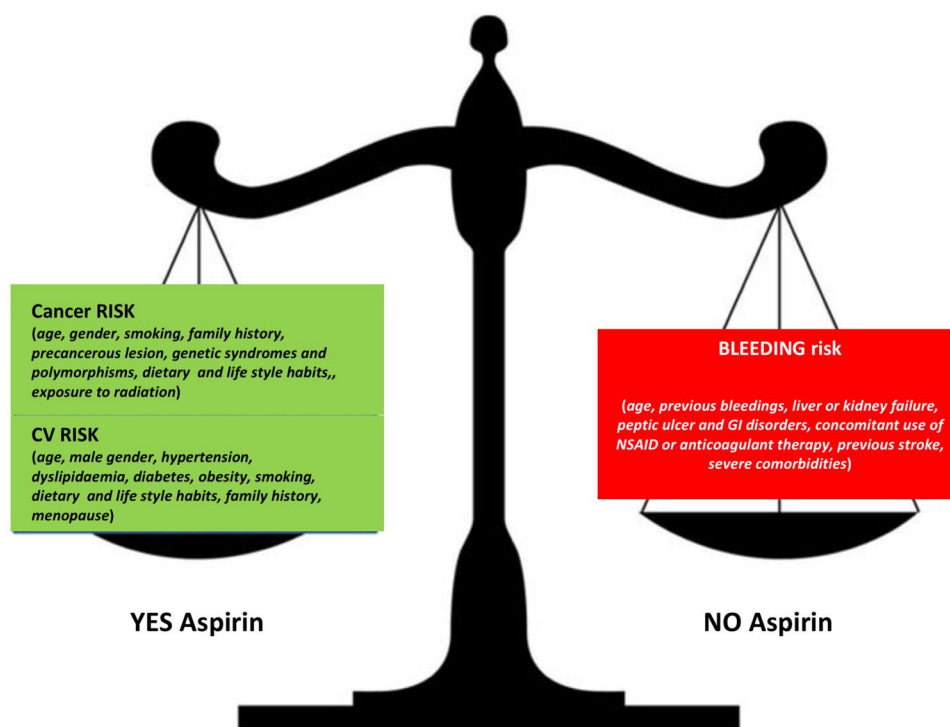 Cancer RISK
(age, gender, smoking, family history,
precancerous lesion, genetic syndromes and
polymorphisms, dietary and life style habits,,
exposure to radiation)
CV RISK
(age, male gender, hypertension,
dyslipidaemia, diabetes, obesity, smoking,
dietary and life style habits, family history,
menopause)
BLEEDING risk
(age, previous bleedings, liver or kidney failure,
peptic ulcer and GI disorders, concomitant use of
NSAID or anticoagulant therapy, previous stroke,
severe comorbidities)
YES Aspirin
NO Aspirin